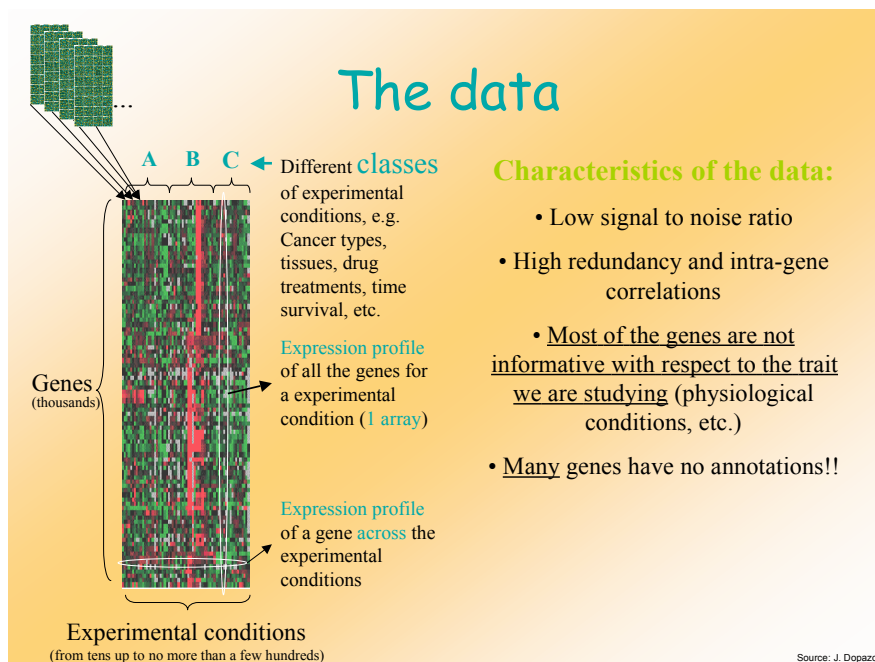 The data
...
A B C
Different classes
of experimental
conditions, e.g.
Cancer types,
tissues, drug
treatments, time
survival, etc.
Expression profile
of all the genes for
a experimental
condition (1 array)
Expression profile
of a gene across the
experimental
conditions
Genes
(thousands)
Experimental conditions
(from tens up to no more than a few hundreds)
Characteristics of the data:
• Low signal to noise ratio
• High redundancy and intra-gene
correlations
• Most of the genes are not
informative with respect to the trait
we are studying (physiological
conditions, etc.)
• Many genes have no annotations!!
Source: J. Dopazo